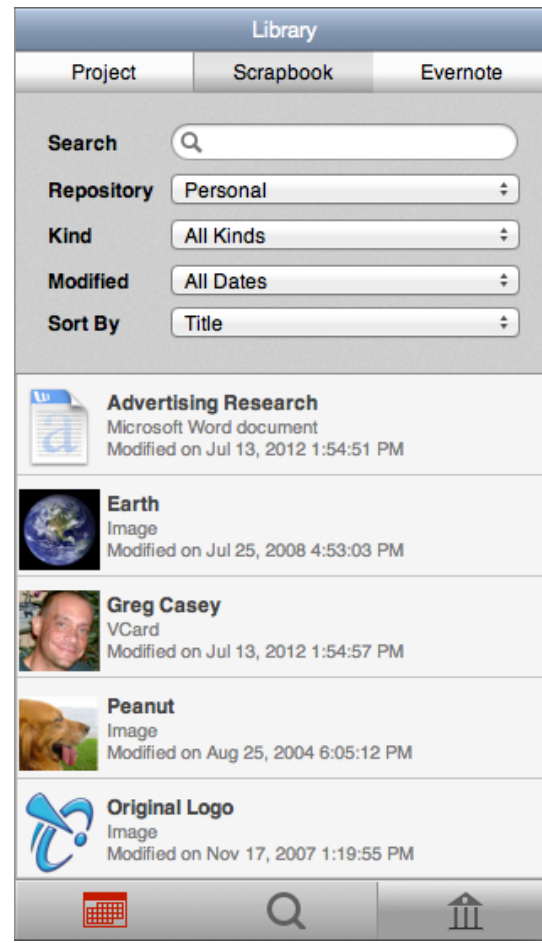 Library
Project Scrapbook Evernote
Search
Repository Personal
Kind All Kinds
Modified All Dates
Sort By Title
Advertising Research
Microsoft Word document
Modified on Jul 13, 2012 1:54:51 PM
Earth
Image
Modified on Jul 25, 2008 4:53:03 PM
Greg Casey
VCard
Modified on Jul 13, 2012 1:54:57 PM
Peanut
Image
Modified on Aug 25, 2004 6:05:12 PM
Original Logo
Image
Modified on Nov 17, 2007 1:19:55 PM